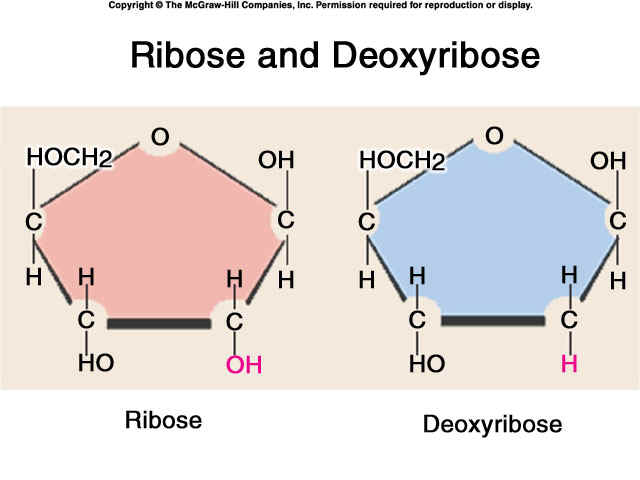 Copyright © The McGraw-Hill Companies, Inc. Permission required for reproduction or display.
Ribose and Deoxyribose
O
HOCH2
OH
C
C
H
H
H
H
C
C
HO
OH
Ribose
O
HOCH2
OH
C
C
H
H
H
H
C
C
HO
H
Deoxyribose